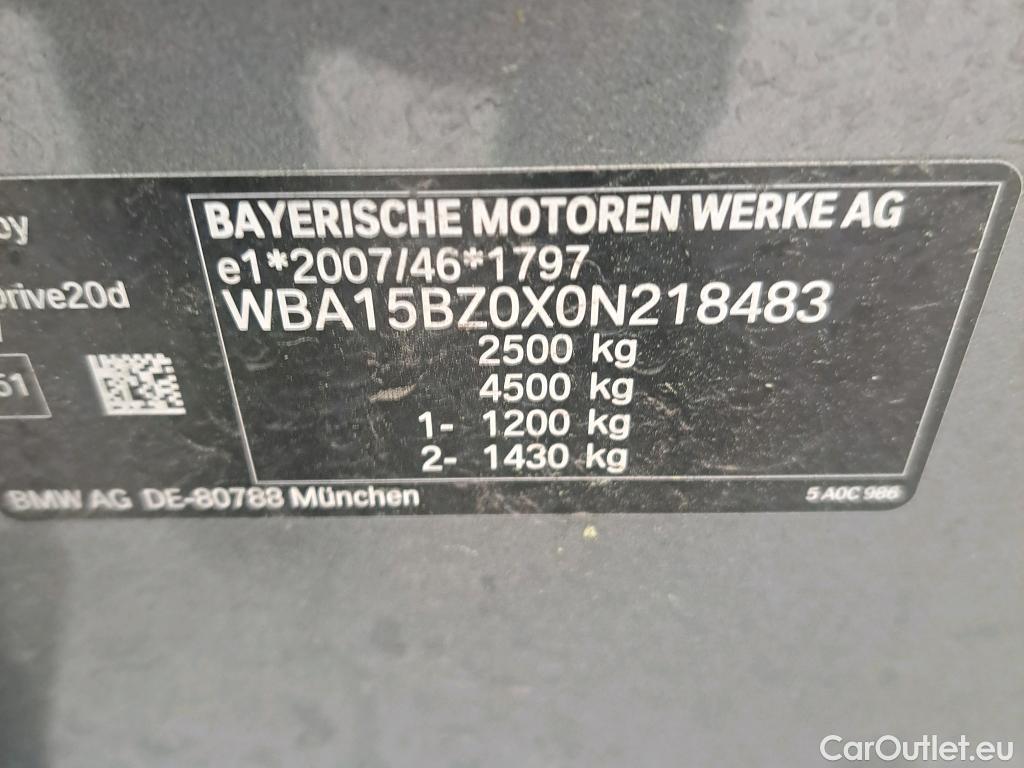 Drive20d
BAYERISCHE MOTOREN WERKE AG
e1*2007/46*1797
WBA15BZ0X0N218483
2500 kg
4500 kg
1- 1200 kg
2- 1430 kg
BMW AG DE-80788 München
5 A0C 986
CarOutlet.eu